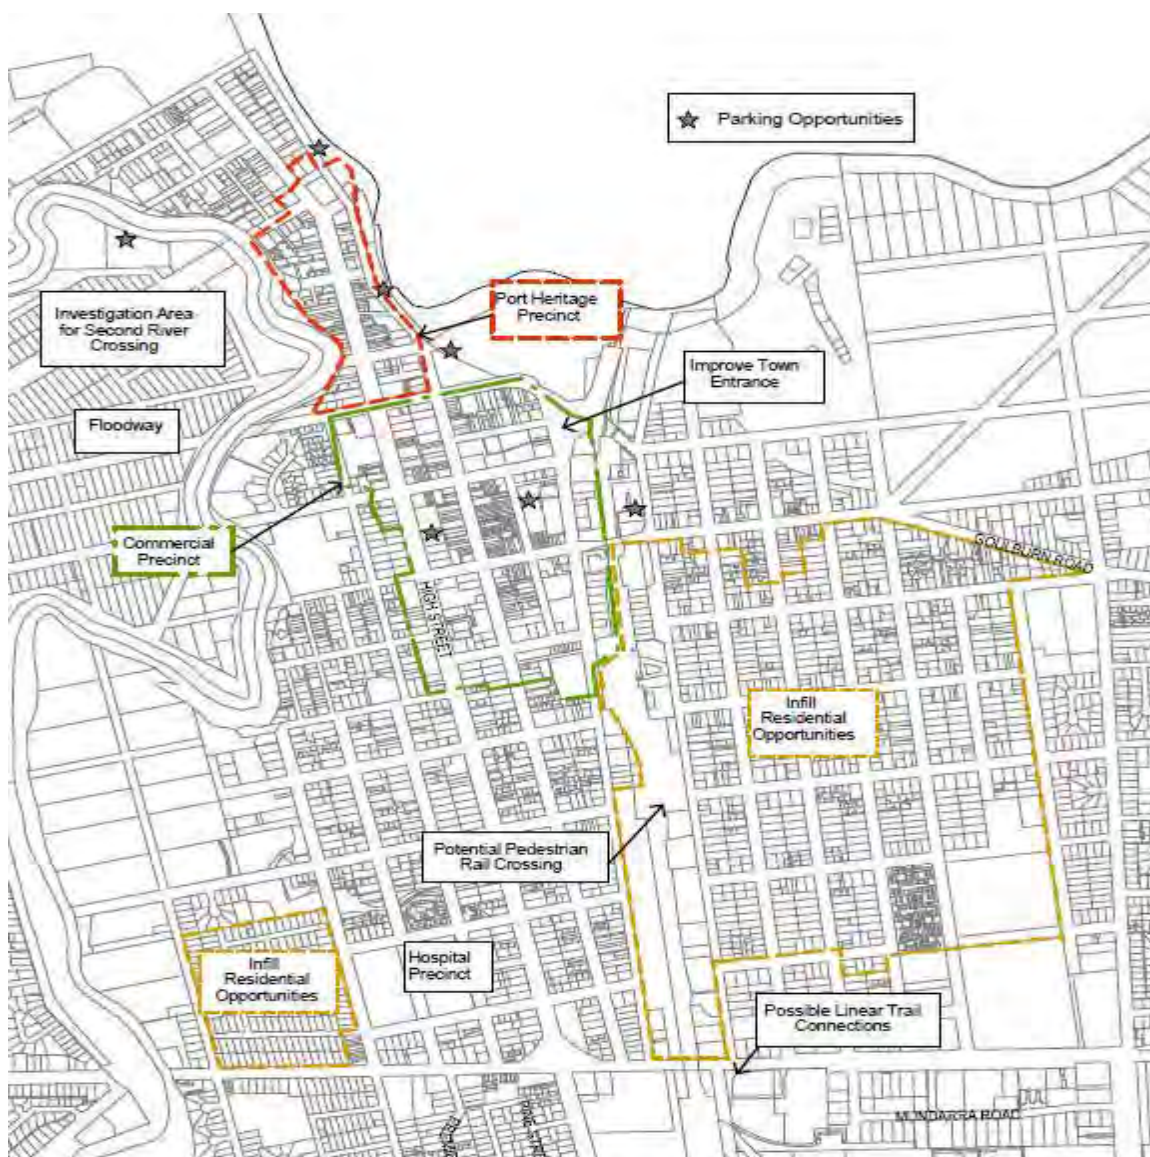 Parking Opportunities
Port Heritage
Precinct
Investigation Area
for Second River
Crossing
Improve Town
Entrance
Floodway
Commercial
Precinct
GOULBURN ROAD
HIGH STREET
Infill
Residential
Opportunities
Potential Pedestrian
Rail Crossing
Hospital
Precinct
Infill
Residential
Opportunities
Possible Linear Trail
Connections
MUNDARRA ROAD